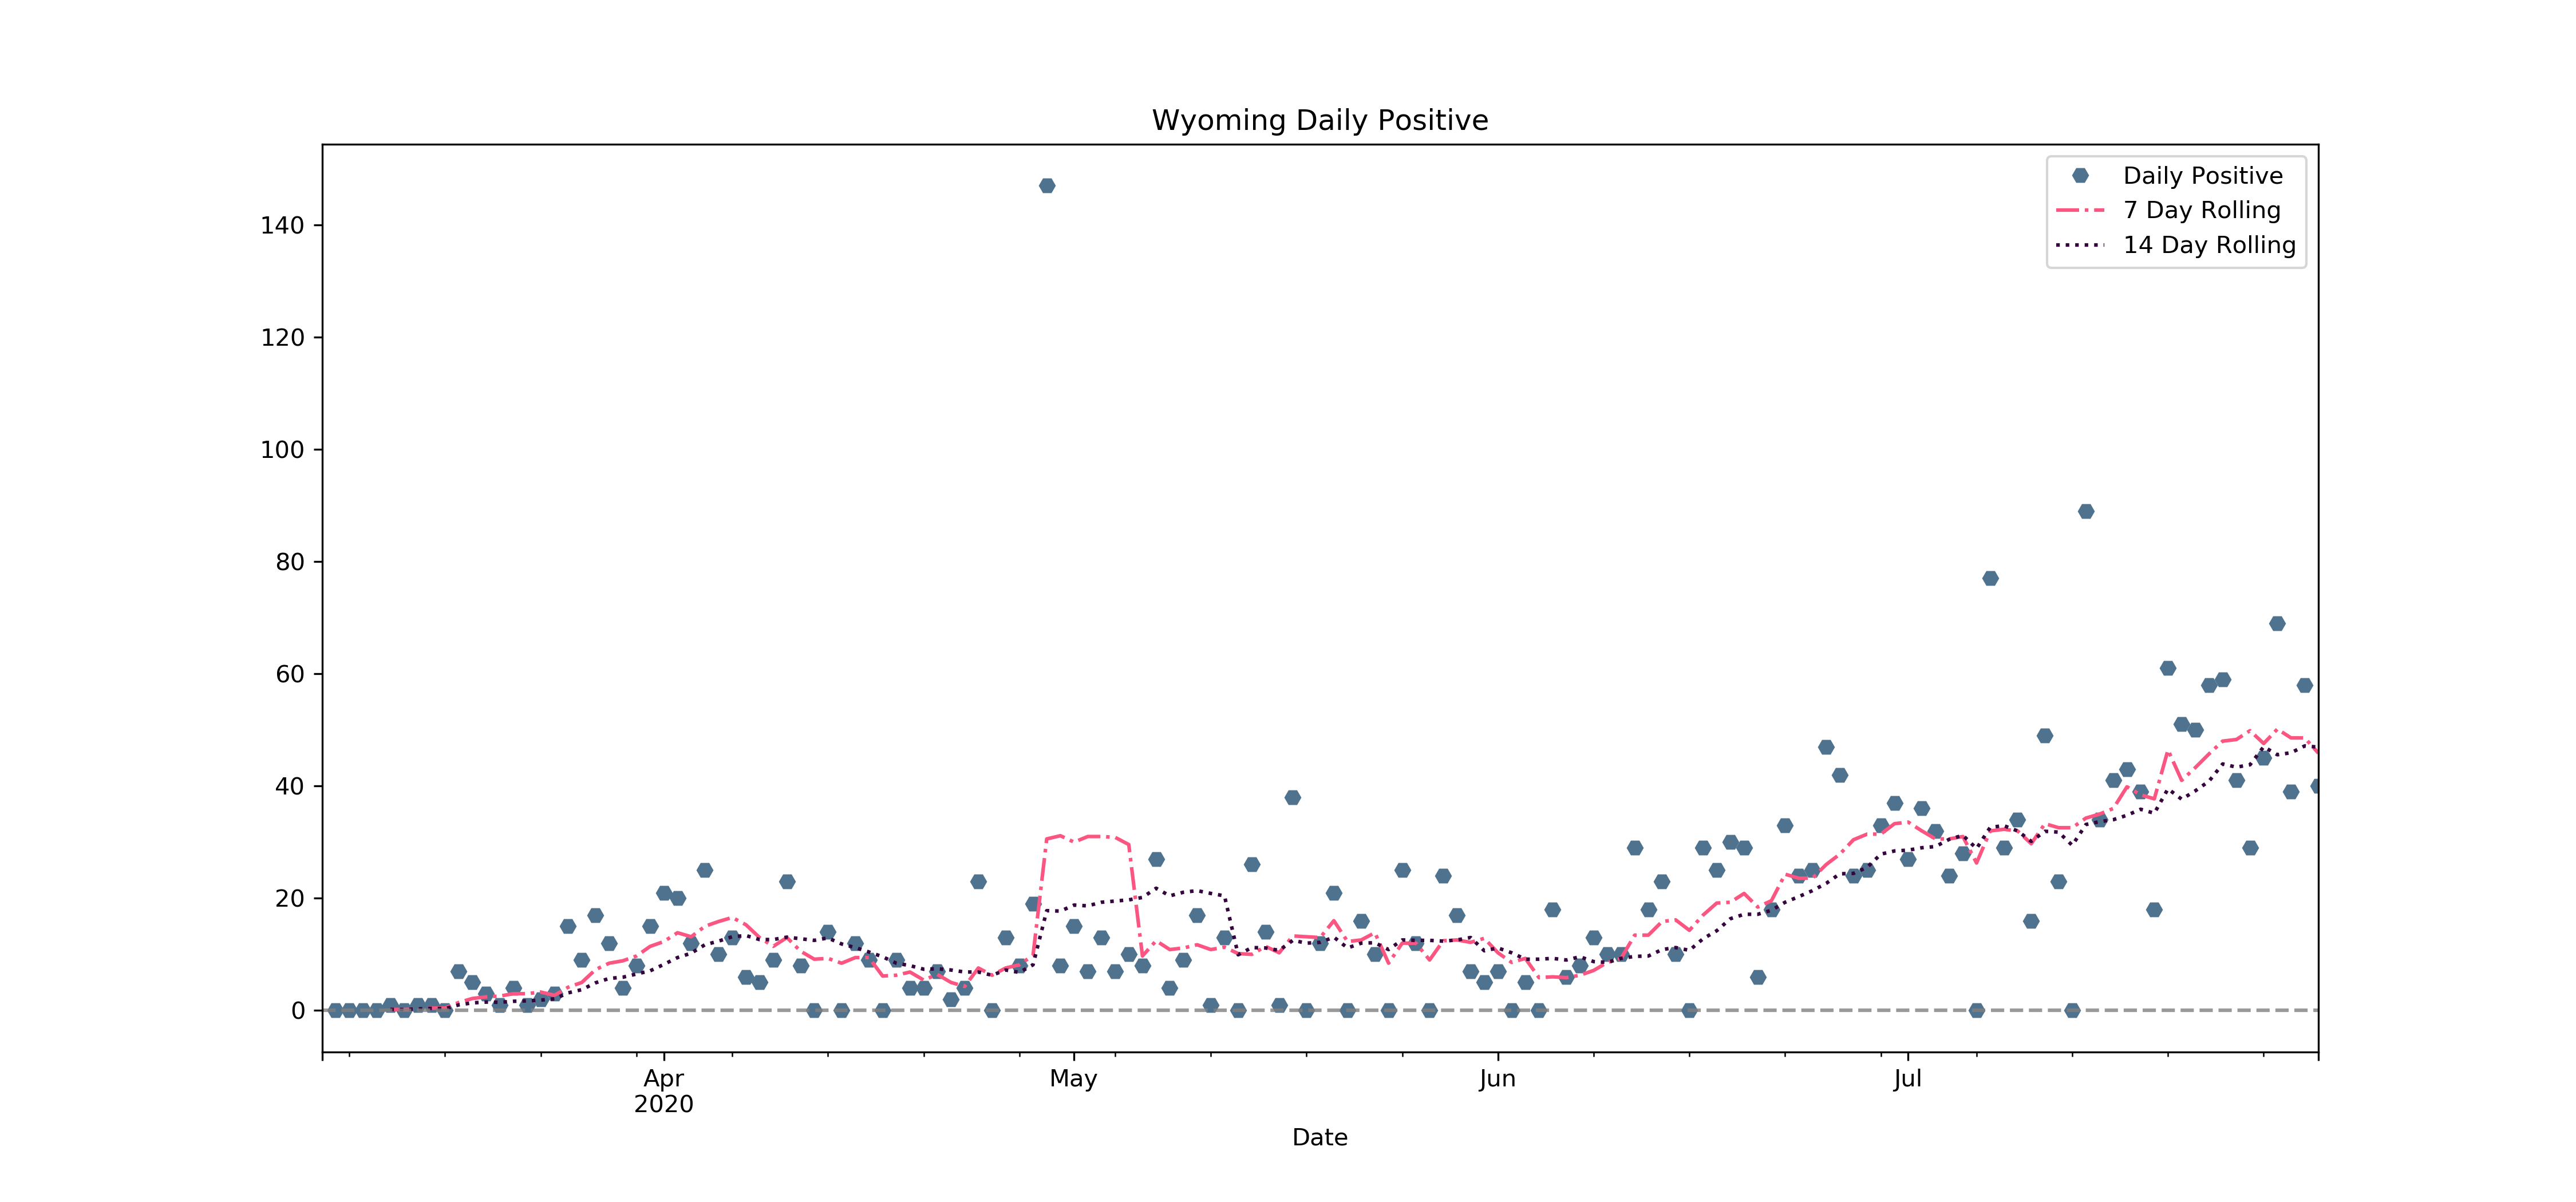 Wyoming Daily Positive
Daily Positive
7 Day Rolling
14 Day Rolling
140
120
100
80
60
40
20
0
Apr
2020
May
Jun
Jul
Date